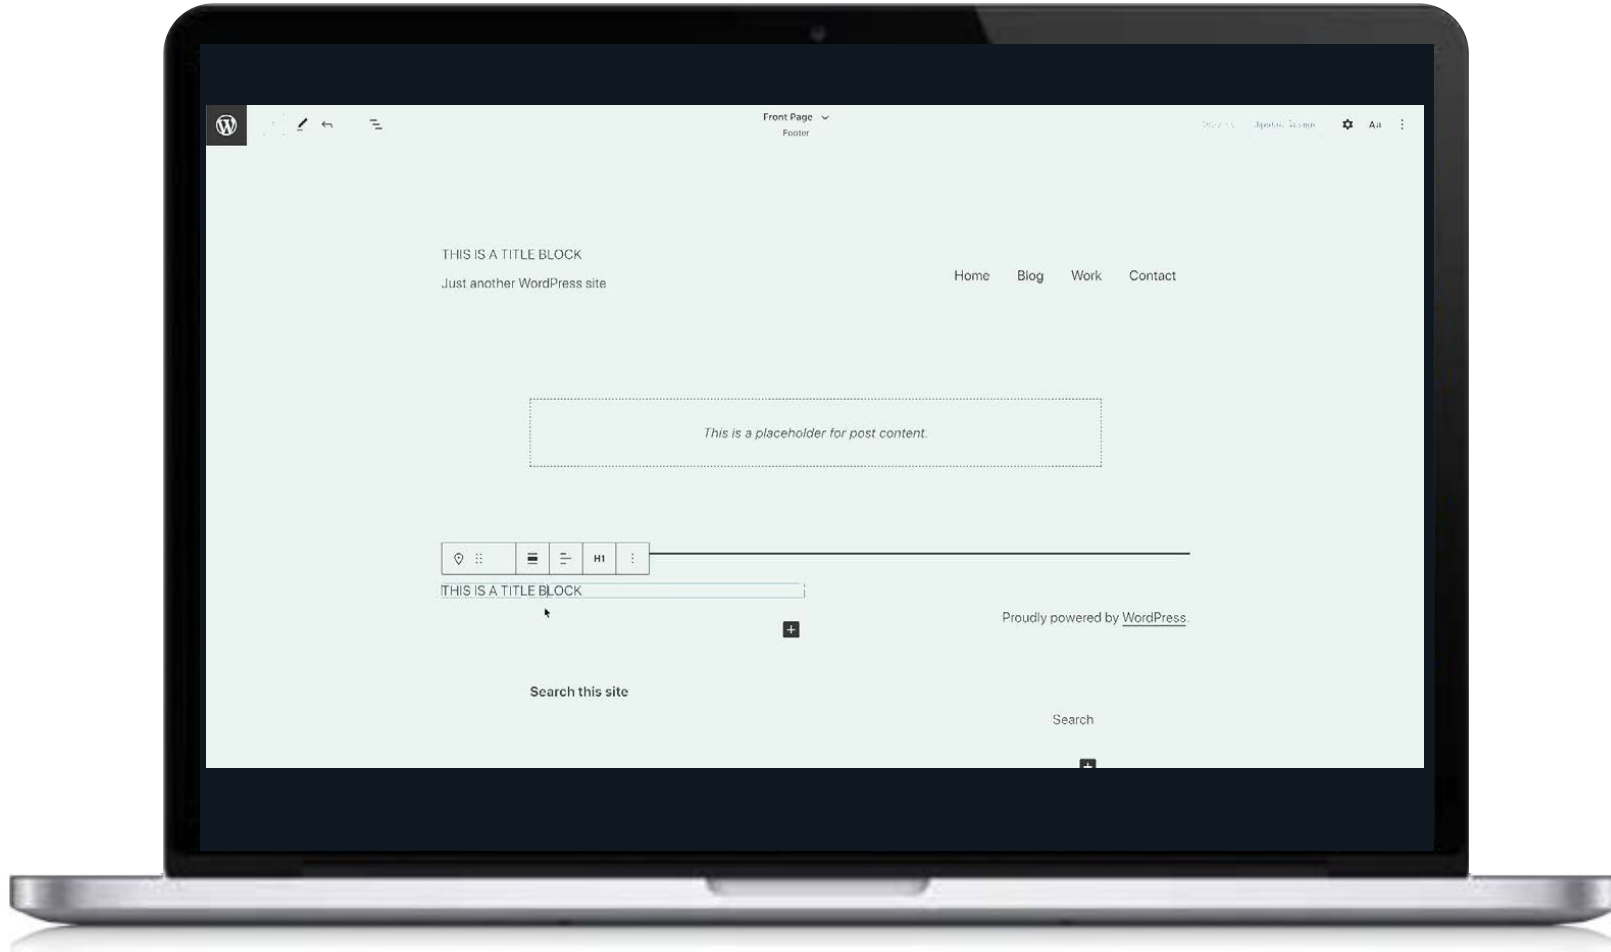 Front Page
Footer
Aa
THIS IS A TITLE BLOCK
Just another WordPress site
Home Blog Work Contact
This is a placeholder for post content.
H1
THIS IS A TITLE BLOCK
Proudly powered by WordPress.
Search this site
Search